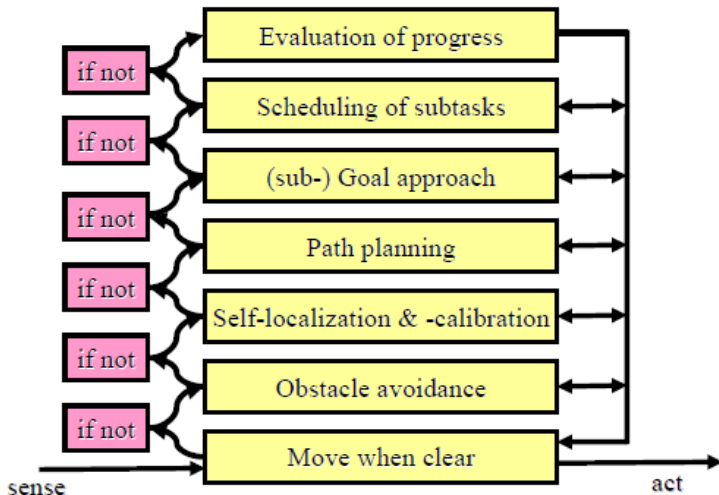 Evaluation of progress
if not
Scheduling of subtasks
if not
(sub-) Goal approach
if not
Path planning
if not
Self-localization & -calibration
if not
Obstacle avoidance
if not
Move when clear
sense
act